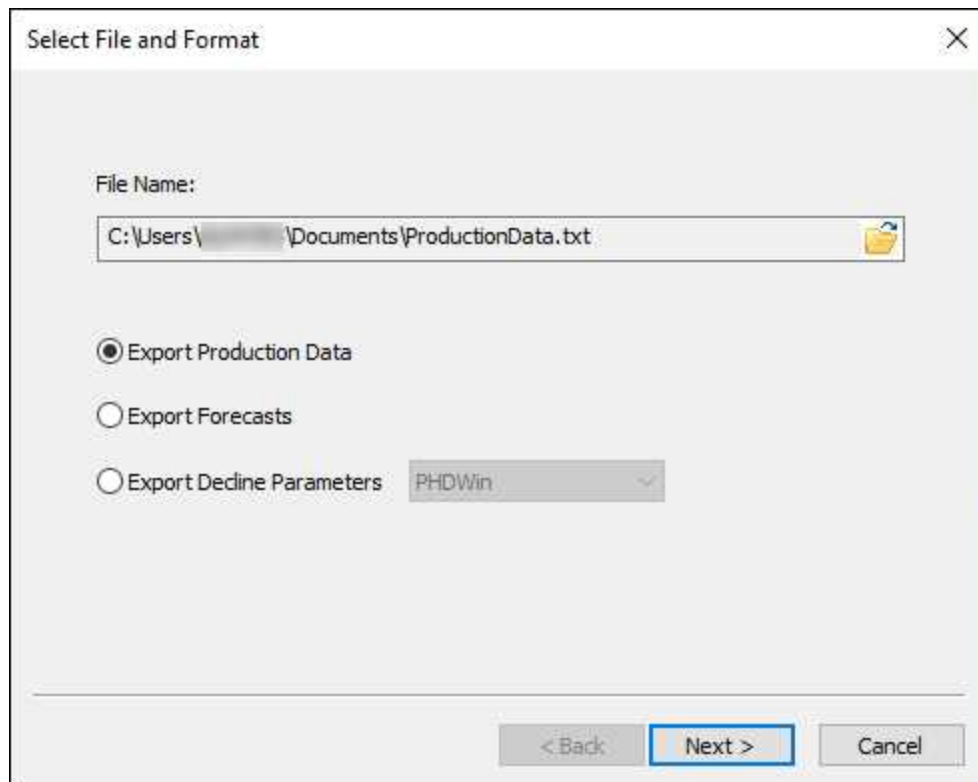 Select File and Format
File Name:
C:\Users\ \Documents\ProductionData.txt
Export Production Data
Export Forecasts
Export Decline Parameters PHDWin
< Back Next > Cancel